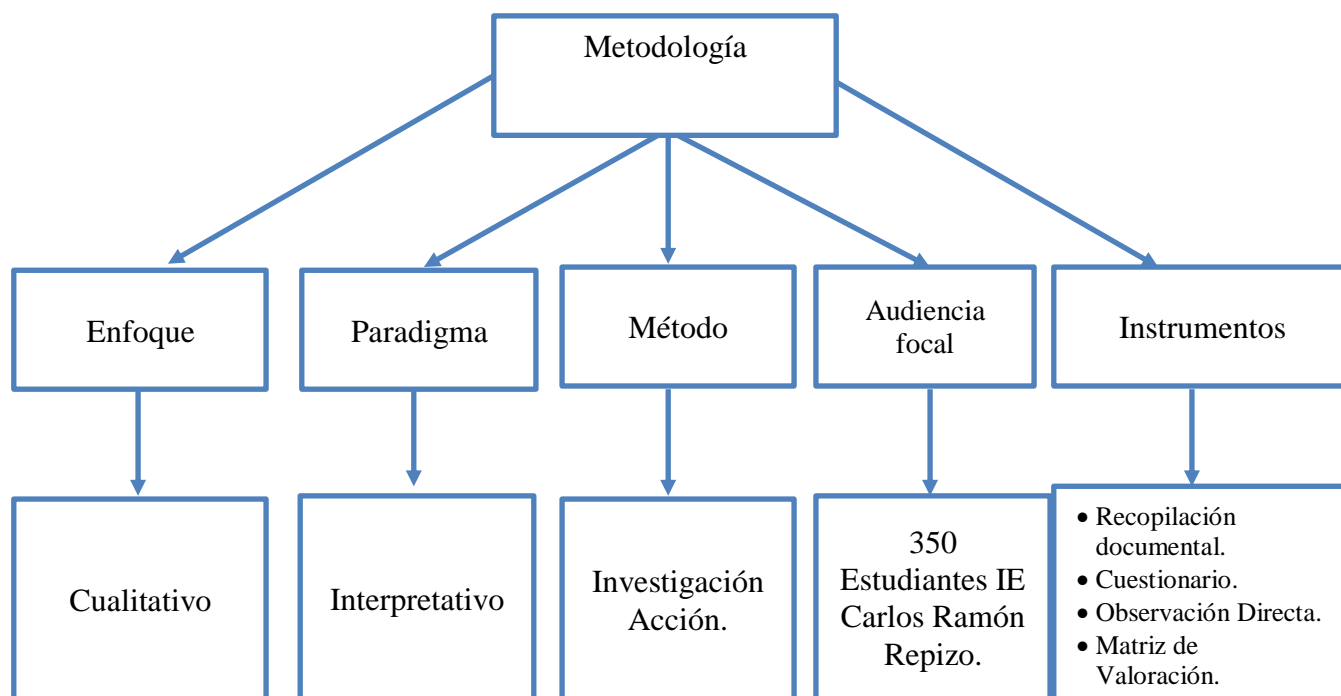 Metodología
Enfoque
Paradigma
Método
Audiencia
focal
Instrumentos
Cualitativo
Interpretativo
Investigación
Acción.
350
Estudiantes IE
Carlos Ramón
Repizo.
• Recopilación
documental.
• Cuestionario.
• Observación Directa.
• Matriz de
Valoración.